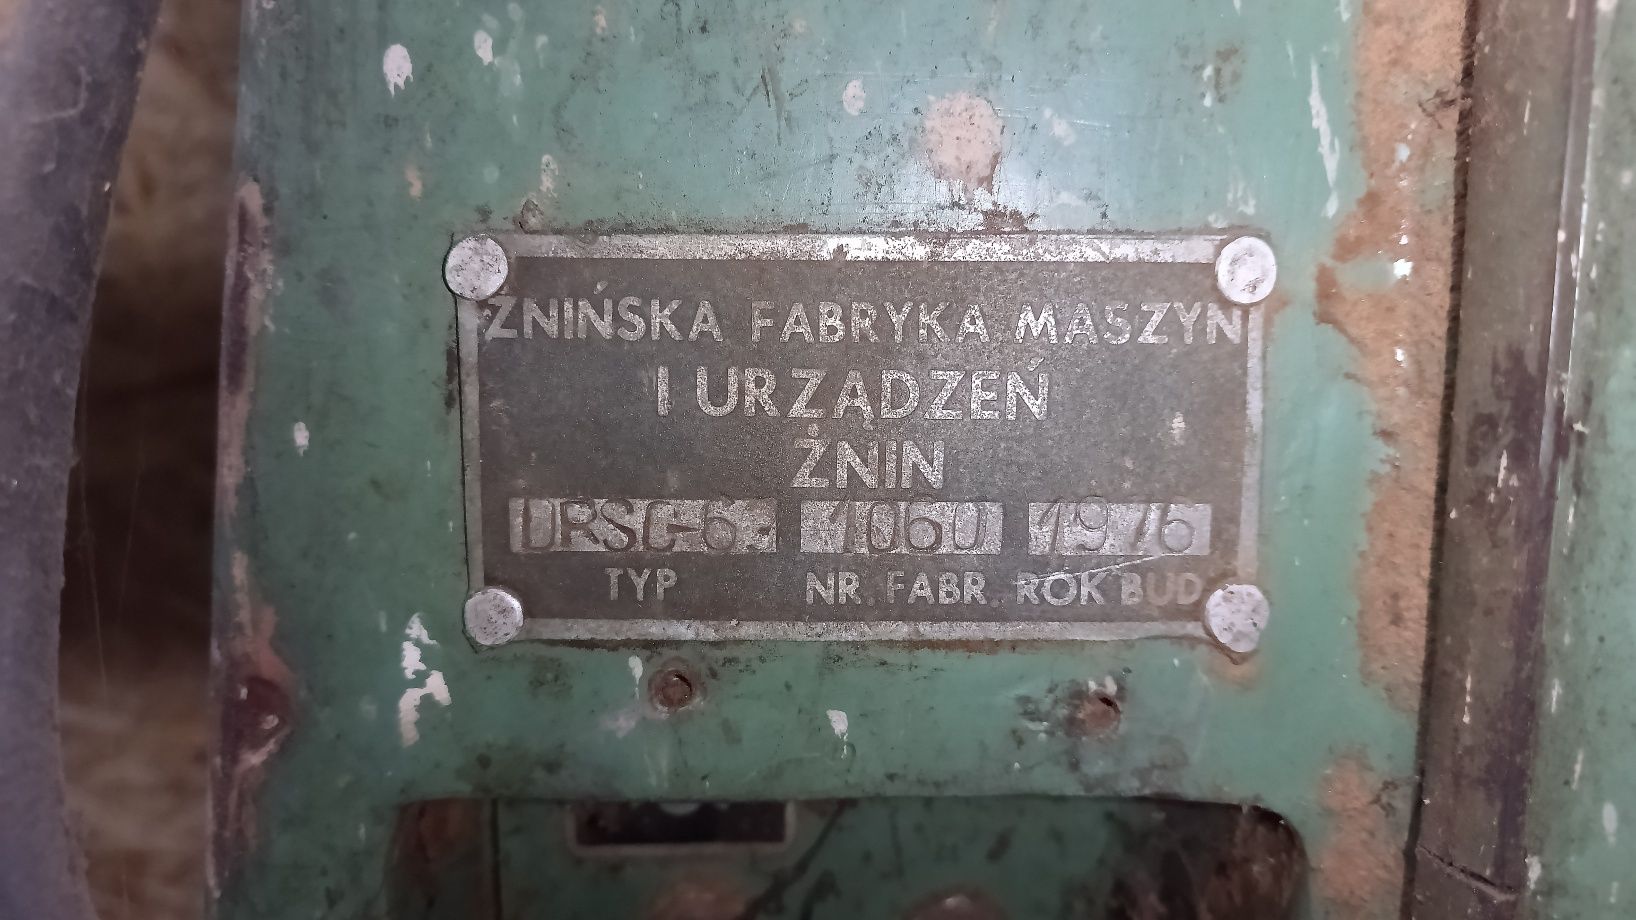 ŻNIŃSKA FABRYKA MASZYN
I URZĄDZEŃ
ŻNIN
1060 1976
TYP NR. FABR. ROK BUD.